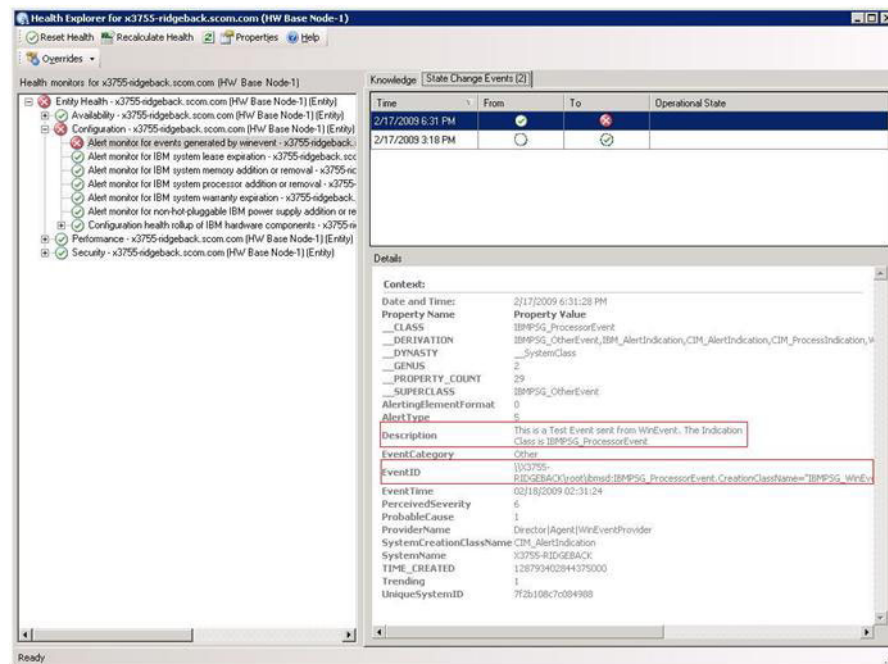 Health Explorer for x3755-ridgeback.scom.com (HW Base Node-1)
Reset Health Recalculate Health Properties Help
Overrides
Health monitors for x3755-ridgeback.scom.com (HW Base Node-1)
Entity Health - x3755-ridgeback.scom.com (HW Base Node-1) (Entity)
Availability - x3755-ridgeback.scom.com (HW Base Node-1) (Entity)
Configuration - x3755-ridgeback.scom.com (HW Base Node-1) (Entity)
Alert monitor for events generated by winevent - x3755-ridgeback.
Alert monitor for IBM system lease expiration - x3755-ridgeback.scc
Alert monitor for IBM system memory addition or removal - x3755-ric
Alert monitor for IBM system processor addition or removal - x3755-
Alert monitor for IBM system warranty expiration - x3755-ridgeback.
Alert monitor for non-hot-pluggable IBM power supply addition or re
Configuration health rollup of IBM hardware components - x3755-ri
Performance - x3755-ridgeback.scom.com (HW Base Node-1) (Entity)
Security - x3755-ridgeback.scom.com (HW Base Node-1) (Entity)
Knowledge State Change Events (2)
Time From To Operational State
2/17/2009 6:31 PM
2/17/2009 3:18 PM
Details
Context:
Date and Time: 2/17/2009 6:31:28 PM
Property Name Property Value
__CLASS IBMPSG_ProcessorEvent
__DERIVATION IBMPSG_OtherEvent,IBM_AlertIndication,CIM_AlertIndication,CIM_ProcessIndication,
__DYNASTY __SystemClass
__GENUS 2
__PROPERTY_COUNT 29
__SUPERCLASS IBMPSG_OtherEvent
AlertingElementFormat 0
AlertType 5
Description This is a Test Event sent from WinEvent. The Indication
Class is IBMPSG_ProcessorEvent
EventCategory Other
EventID \\X3755-
RIDGEBACK\root\ibmsd:IBMPSG_ProcessorEvent.CreationClassName="IBMPSG_WinEv
EventTime 02/18/2009 02:31:24
PerceivedSeverity 6
ProbableCause 1
ProviderName Director|Agent|WinEventProvider
SystemCreationClassName CIM_AlertIndication
SystemName X3755-RIDGEBACK
TIME_CREATED 128793402844375000
Trending 1
UniqueSystemID 7f2b108c7c084988
Ready